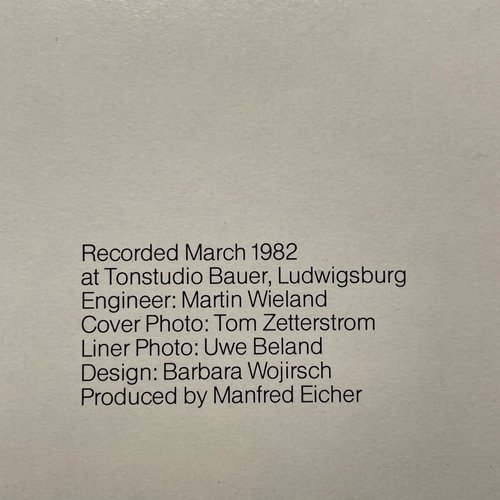 Recorded March 1982
at Tonstudio Bauer, Ludwigsburg
Engineer: Martin Wieland
Cover Photo: Tom Zetterstrom
Liner Photo: Uwe Beland
Design: Barbara Wojirsch
Produced by Manfred Eicher